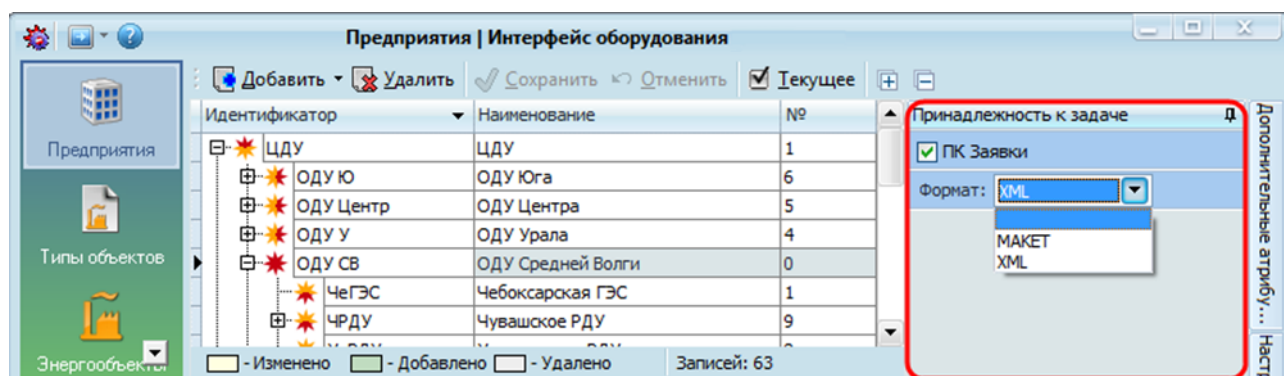 Предприятия | Интерфейс оборудования
Добавить Удалить Сохранить Отменить Текущее
Предприятия
Типы объектов
Энергообъекты
Идентификатор Наименование №
ЦДУ ЦДУ 1
ОДУ Ю ОДУ Юга 6
ОДУ Центр ОДУ Центра 5
ОДУ У ОДУ Урала 4
ОДУ СВ ОДУ Средней Волги 0
ЧеГЭС Чебоксарская ГЭС 1
ЧРДУ Чувашское РДУ 9
- Изменено - Добавлено - Удалено Записей: 63
Принадлежность к задаче
ПК Заявки
Формат: XML
МАКЕТ
XML
Дополнительные атрибу...